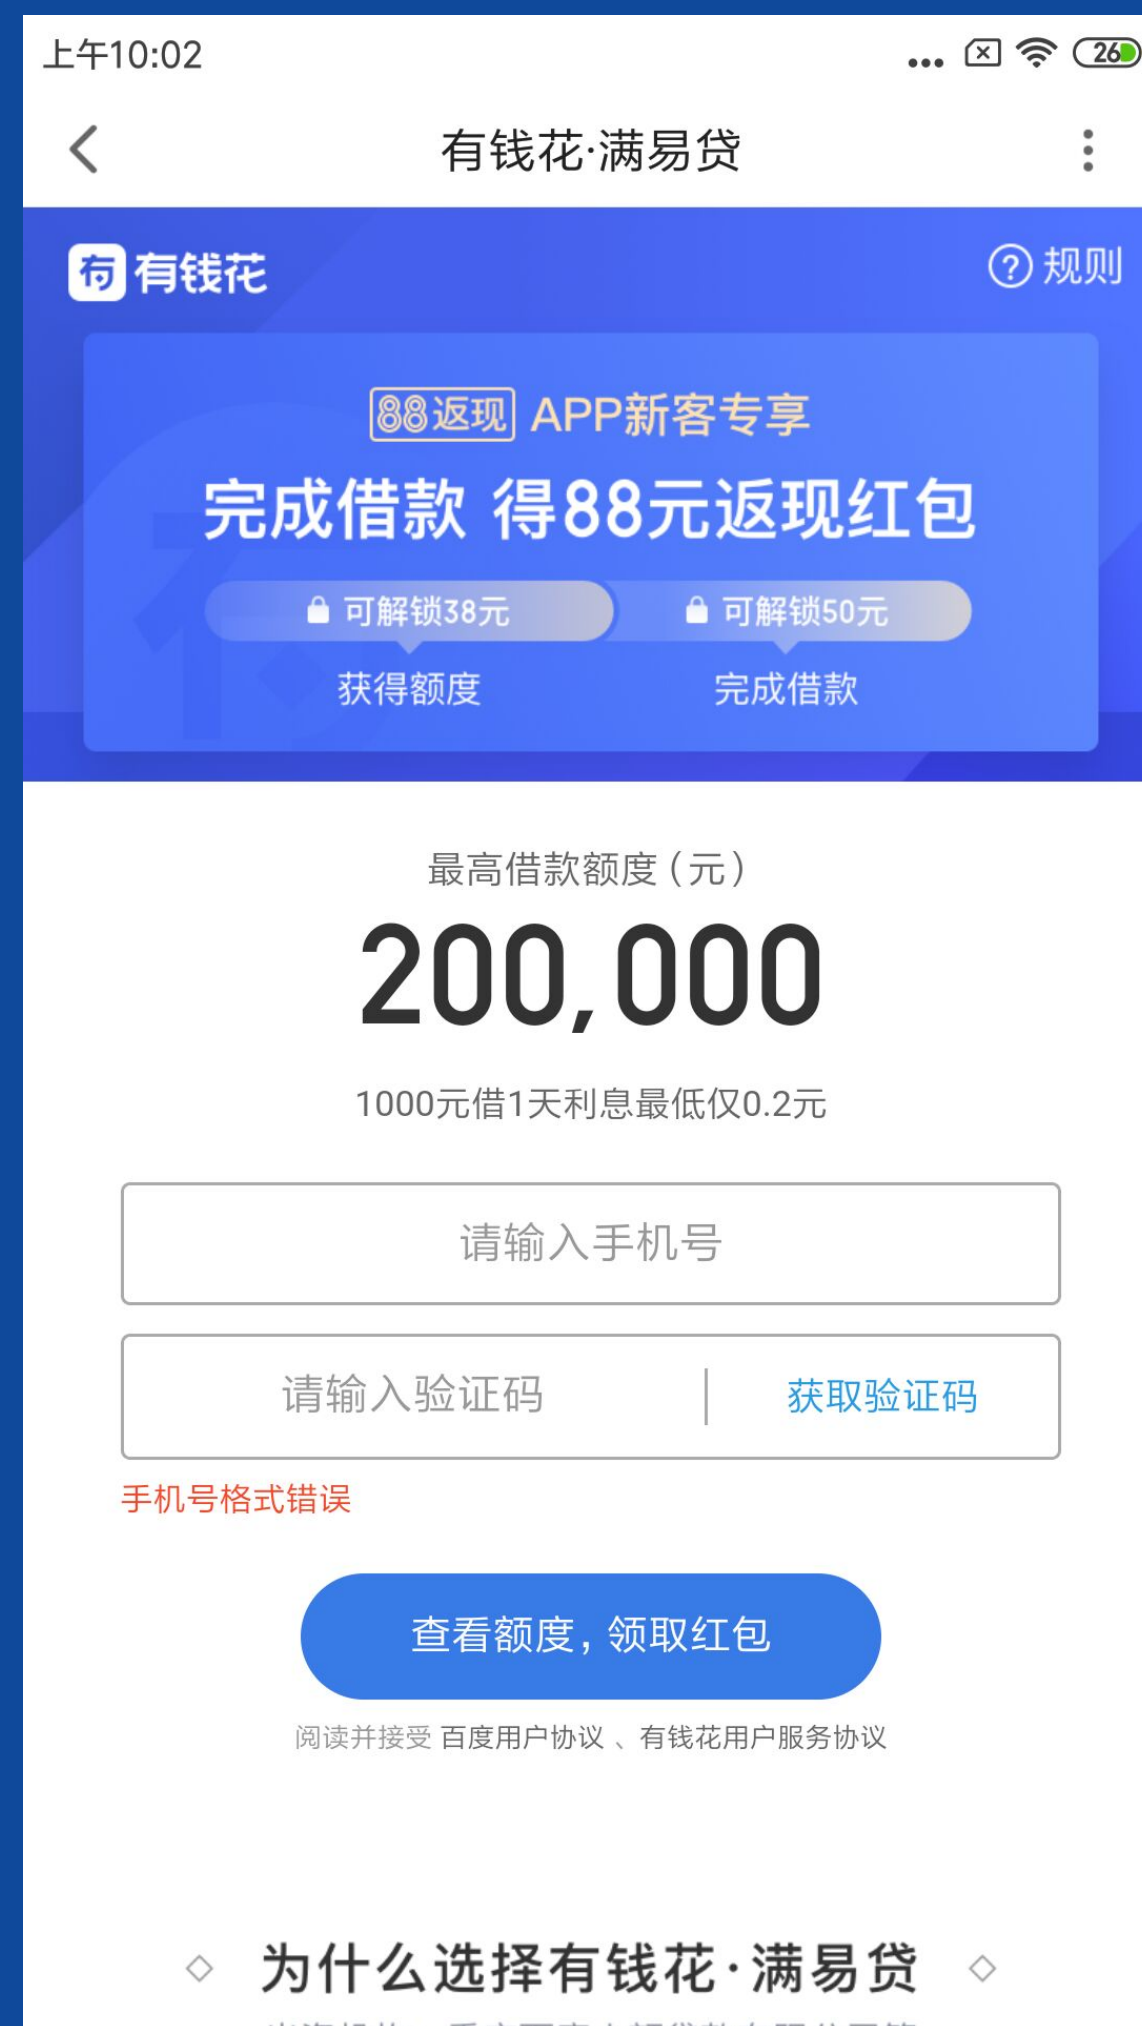 上午10:02
26
有钱花·满易贷
有 有钱花
? 规则
88返现 APP新客专享
完成借款 得88元返现红包
可解锁38元 可解锁50元
获得额度 完成借款
最高借款额度（元）
200,000
1000元借1天利息最低仅0.2元
请输入手机号
请输入验证码 获取验证码
手机号格式错误
查看额度，领取红包
阅读并接受 百度用户协议 、有钱花用户服务协议
为什么选择有钱花·满易贷